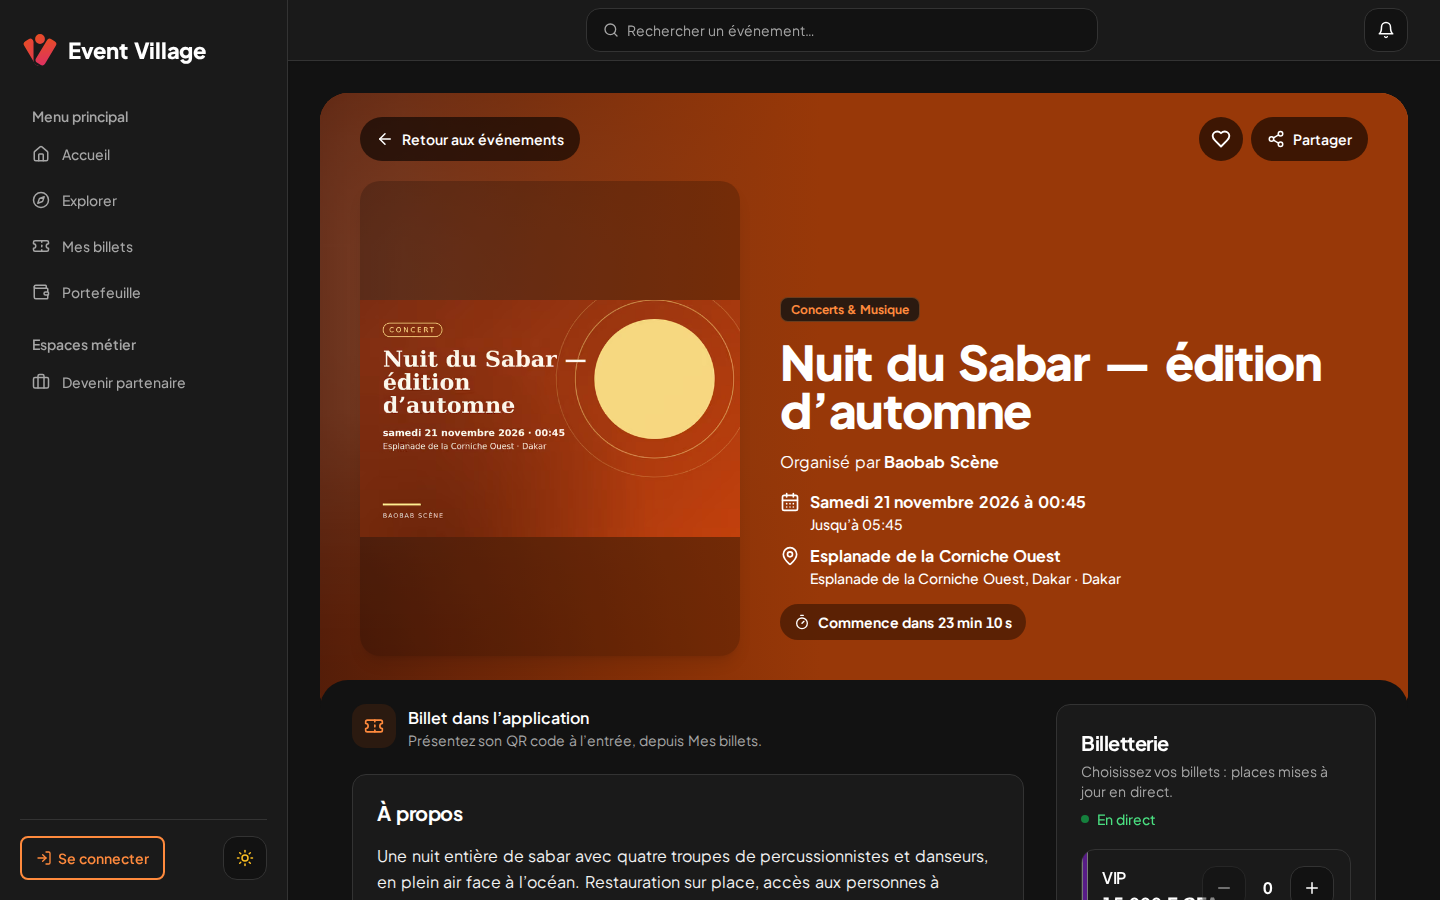 Event Village
Rechercher un événement…
Menu principal
Accueil
Explorer
Mes billets
Portefeuille
Espaces métier
Devenir partenaire
Se connecter
Retour aux événements
Partager
CONCERT
Nuit du Sabar —
édition
d’automne
samedi 21 novembre 2026 · 00:45
Esplanade de la Corniche Ouest · Dakar
BAOBAB SCÈNE
Concerts & Musique
Nuit du Sabar — édition
d’automne
Organisé par Baobab Scène
Samedi 21 novembre 2026 à 00:45
Jusqu’à 05:45
Esplanade de la Corniche Ouest
Esplanade de la Corniche Ouest, Dakar · Dakar
Commence dans 23 min 10 s
Billet dans l’application
Présentez son QR code à l’entrée, depuis Mes billets.
À propos
Une nuit entière de sabar avec quatre troupes de percussionnistes et danseurs,
en plein air face à l’océan. Restauration sur place, accès aux personnes à
Billetterie
Choisissez vos billets : places mises à
jour en direct.
En direct
VIP
0